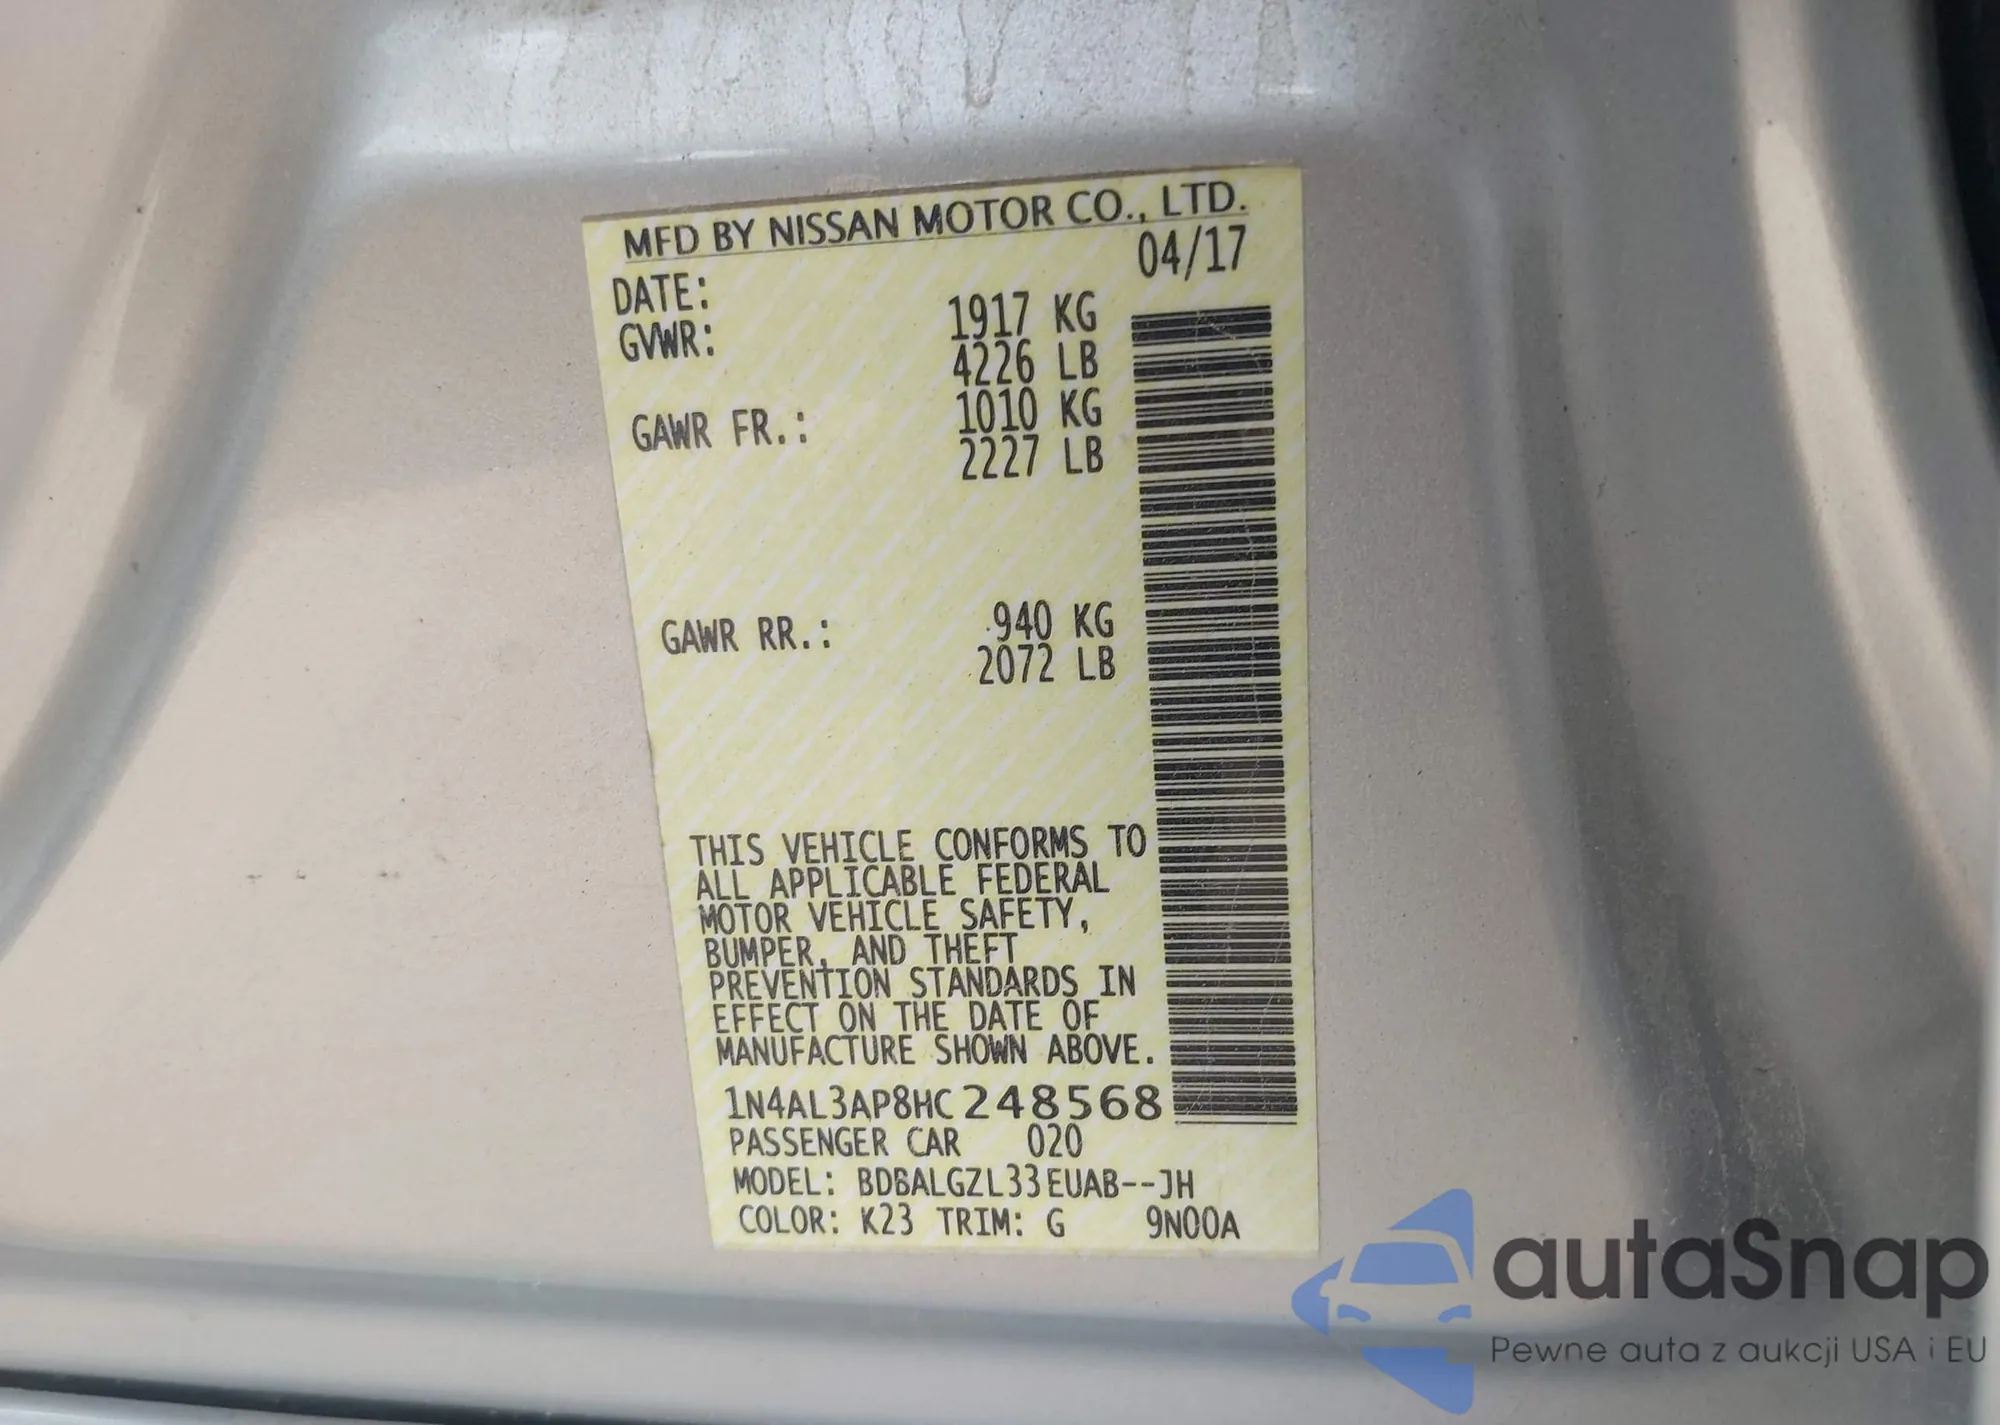 MFD BY NISSAN MOTOR CO., LTD.
DATE: 04/17
GVWR: 1917 KG
4226 LB
GAWR FR.: 1010 KG
2227 LB
GAWR RR.: 940 KG
2072 LB
THIS VEHICLE CONFORMS TO
ALL APPLICABLE FEDERAL
MOTOR VEHICLE SAFETY,
BUMPER, AND THEFT
PREVENTION STANDARDS IN
EFFECT ON THE DATE OF
MANUFACTURE SHOWN ABOVE.
1N4AL3AP8HC248568
PASSENGER CAR 020
MODEL: BDBALGZL33EUAB--JH
COLOR: K23 TRIM: G 9N00A
autaSnap
Pewne auta z aukcji USA i EU